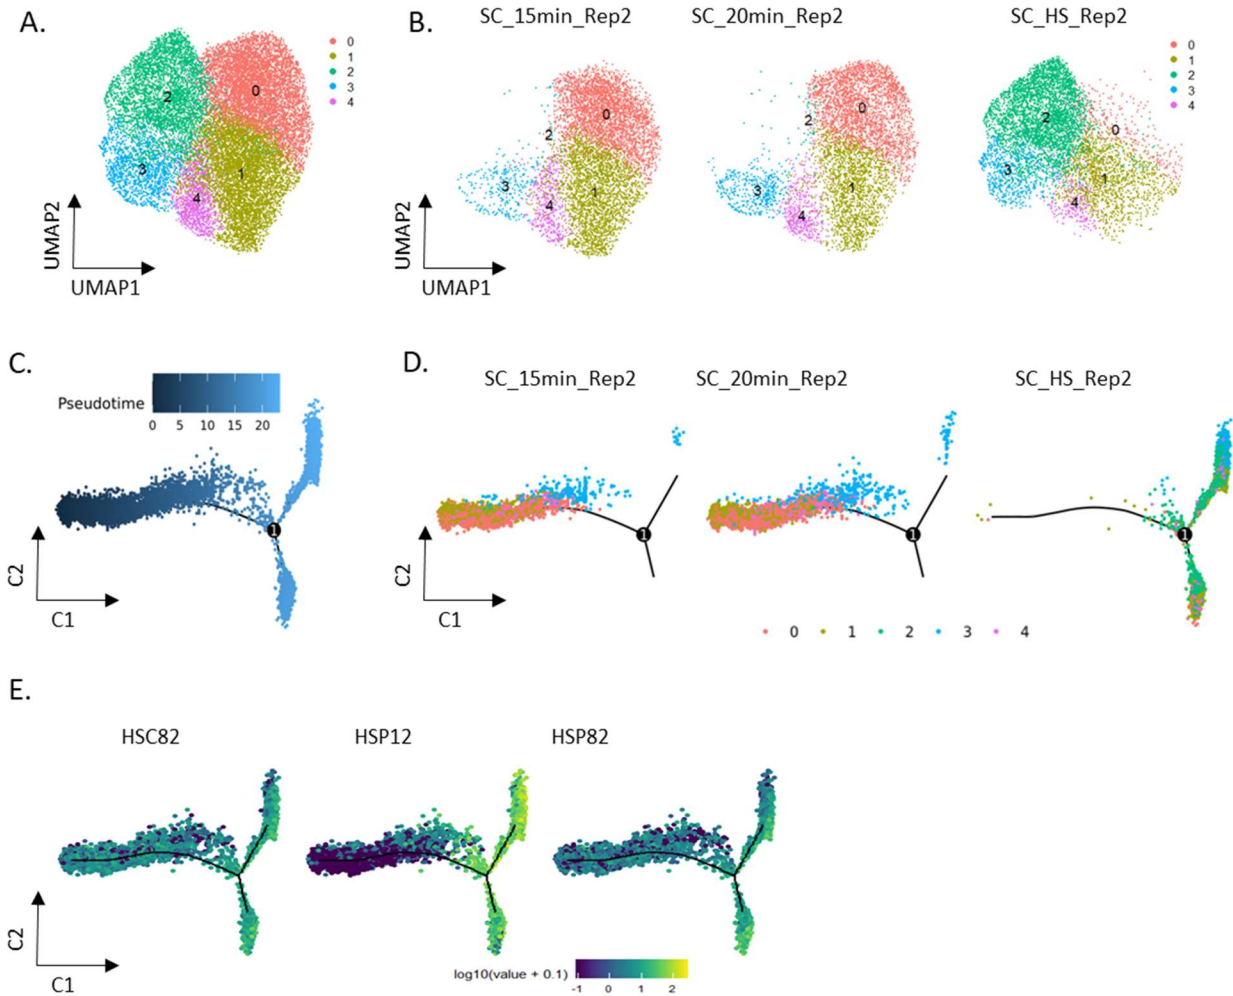 A.
0
1
2
3
4
2
0
3
1
4
UMAP2
UMAP1
B.
SC_15min_Rep2
SC_20min_Rep2
SC_HS_Rep2
0
2
3
1
4
0
2
3
1
4
2
0
3
1
4
0
1
2
3
4
UMAP2
UMAP1
C.
Pseudotime
0 5 10 15 20
1
C2
C1
D.
SC_15min_Rep2
SC_20min_Rep2
SC_HS_Rep2
1
1
1
C2
C1
0 1 2 3 4
E.
HSC82
HSP12
HSP82
C2
C1
log10(value + 0.1)
-1 0 1 2